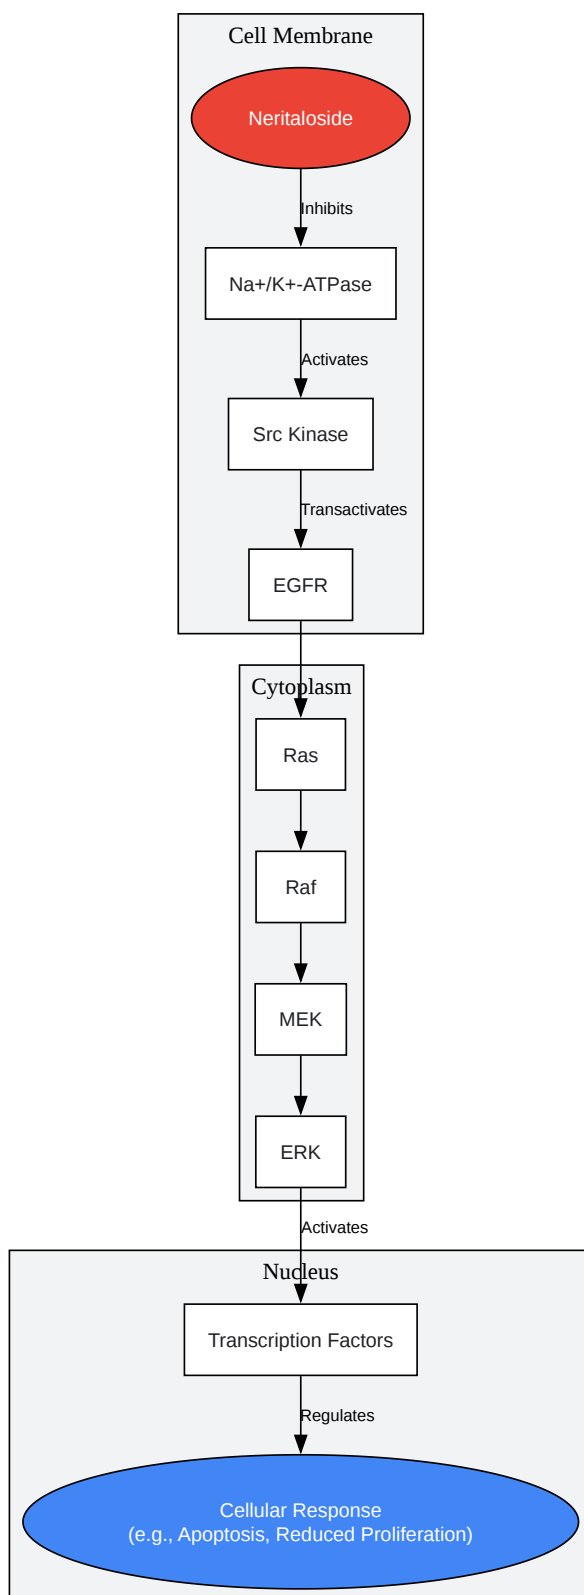 Cell Membrane
Neritaloside
Inhibits
Na+/K+-ATPase
Activates
Src Kinase
Transactivates
EGFR
Cytoplasm
Ras
Raf
MEK
ERK
Activates
Nucleus
Transcription Factors
Regulates
Cellular Response
(e.g., Apoptosis, Reduced Proliferation)